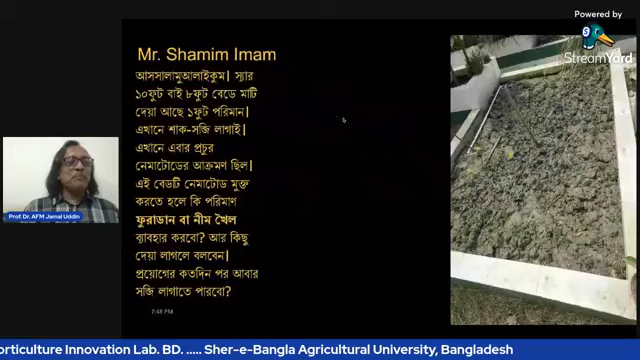 Powered by
StreamYard
Mr. Shamim Imam
আসসালামুআলাইকুম। স্যার
১০ফুট বাই ৮ফুট বেডে মাটি
দেয়া আছে ১ফুট পরিমান।
এখানে শাক-সব্জি লাগাই।
এখানে এবার প্রচুর
নেমাটোডের আক্রমণ ছিল।
এই বেডটি নেমাটোড মুক্ত
করতে হলে কি পরিমাণ
ফুরাডান বা নীম খৈল
ব্যাবহার করবো? আর কিছু
দেয়া লাগলে বলবেন।
প্রয়োগের কতদিন পর আবার
সব্জি লাগাতে পারবো?
7:48 PM
Prof. Dr. AFM Jamal Uddin
orticulture Innovation Lab. BD. ..... Sher-e-Bangla Agricultural University, Bangladesh